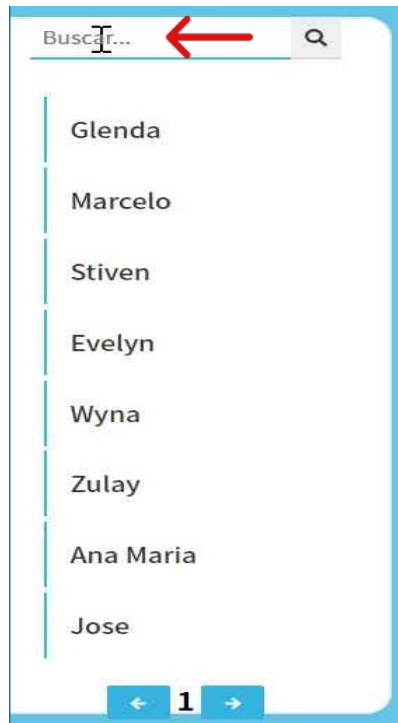 Buscar...
Glenda
Marcelo
Stiven
Evelyn
Wyna
Zulay
Ana Maria
Jose
1